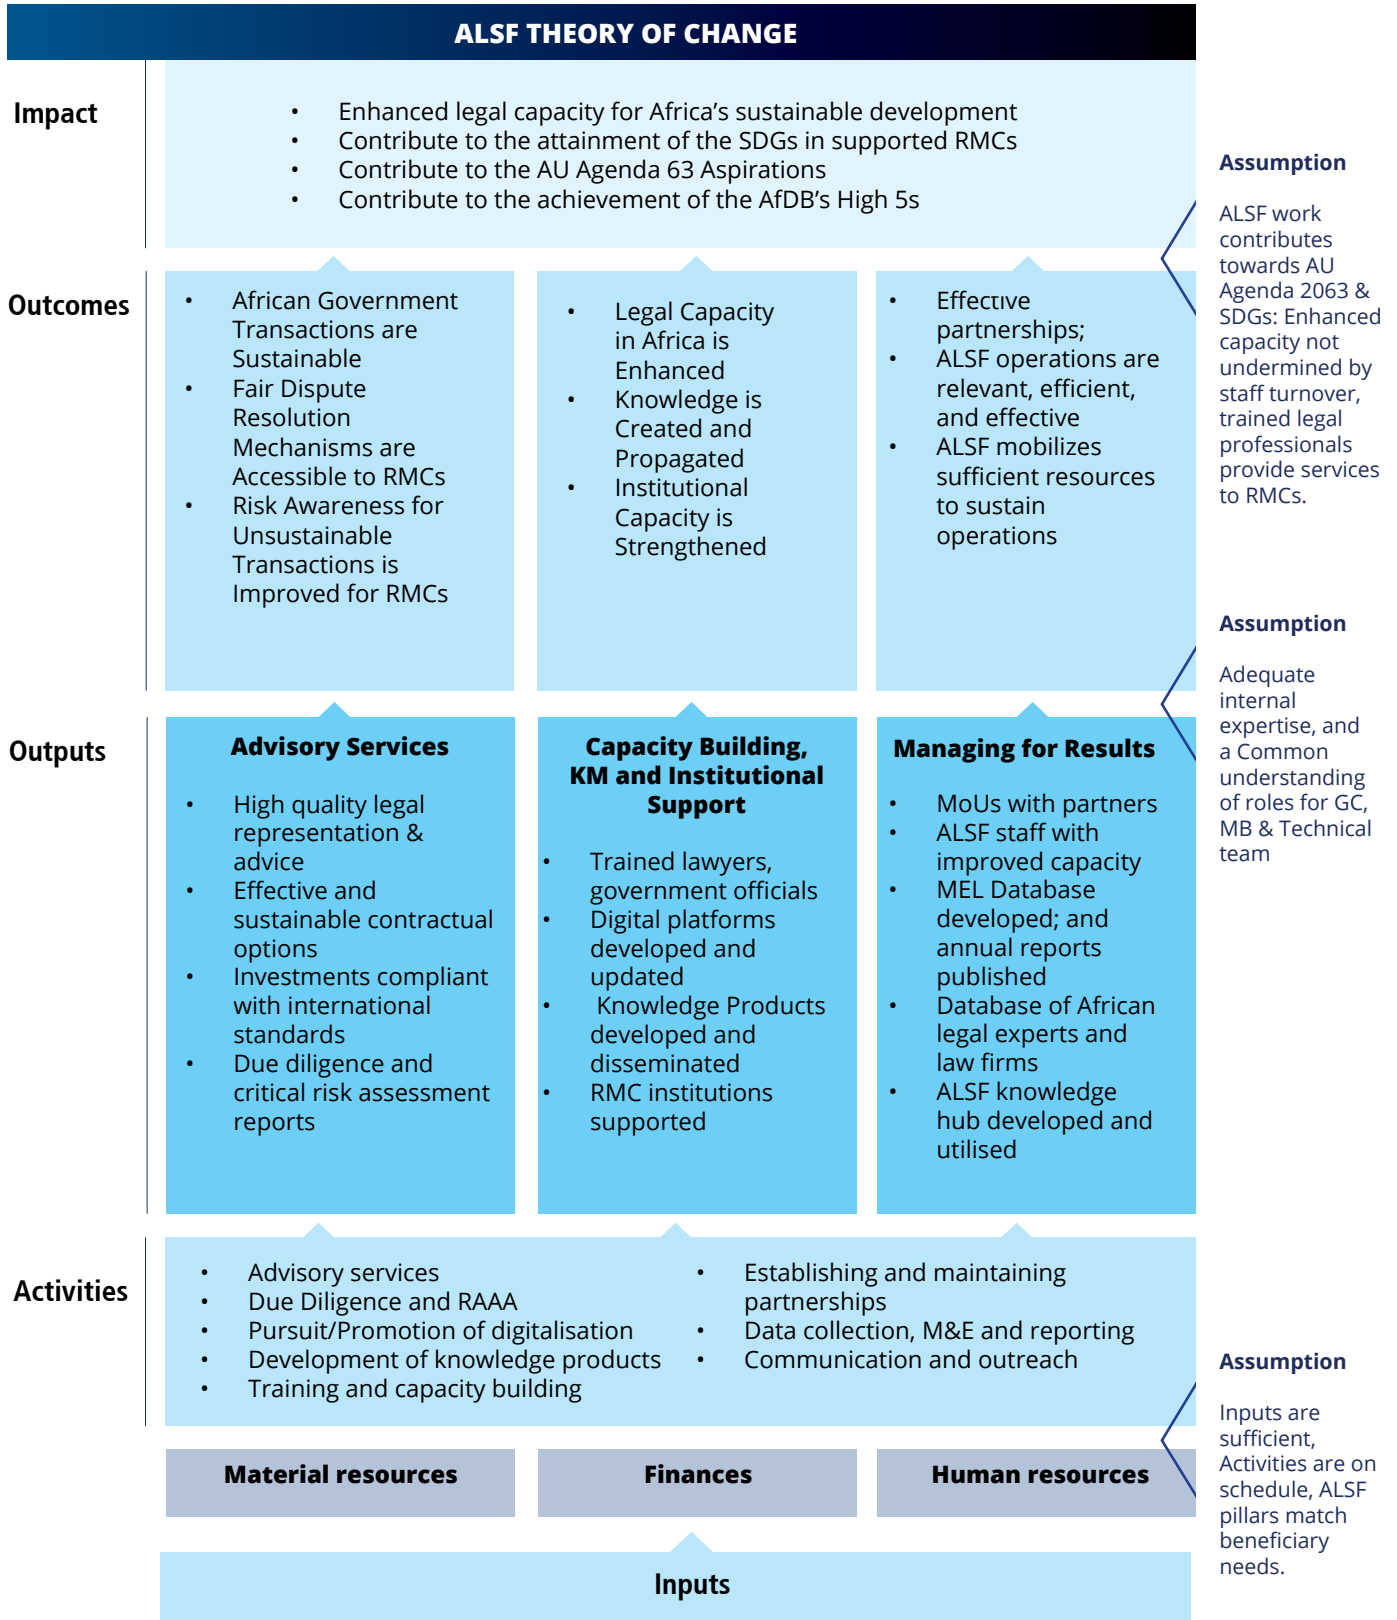 ALSF THEORY OF CHANGE
Impact
• Enhanced legal capacity for Africa’s sustainable development
• Contribute to the attainment of the SDGs in supported RMCs
• Contribute to the AU Agenda 63 Aspirations
• Contribute to the achievement of the AfDB’s High 5s
Assumption
ALSF work
contributes
towards AU
Agenda 2063 &
SDGs: Enhanced
capacity not
undermined by
staff turnover,
trained legal
professionals
provide services
to RMCs.
Outcomes
• African Government
Transactions are
Sustainable
• Fair Dispute
Resolution
Mechanisms are
Accessible to RMCs
• Risk Awareness for
Unsustainable
Transactions is
Improved for RMCs
• Legal Capacity
in Africa is
Enhanced
• Knowledge is
Created and
Propagated
• Institutional
Capacity is
Strengthened
• Effective
partnerships;
• ALSF operations are
relevant, efficient,
and effective
• ALSF mobilizes
sufficient resources
to sustain
operations
Assumption
Adequate
internal
expertise, and
a Common
understanding
of roles for GC,
MB & Technical
team
Outputs
Advisory Services
• High quality legal
representation &
advice
• Effective and
sustainable contractual
options
• Investments compliant
with international
standards
• Due diligence and
critical risk assessment
reports
Capacity Building,
KM and Institutional
Support
• Trained lawyers,
government officials
• Digital platforms
developed and
updated
• Knowledge Products
developed and
disseminated
• RMC institutions
supported
Managing for Results
• MoUs with partners
• ALSF staff with
improved capacity
• MEL Database
developed; and
annual reports
published
• Database of African
legal experts and
law firms
• ALSF knowledge
hub developed and
utilised
Activities
• Advisory services
• Due Diligence and RAAA
• Pursuit/Promotion of digitalisation
• Development of knowledge products
• Training and capacity building
• Establishing and maintaining
partnerships
• Data collection, M&E and reporting
• Communication and outreach
Assumption
Inputs are
sufficient,
Activities are on
schedule, ALSF
pillars match
beneficiary
needs.
Material resources
Finances
Human resources
Inputs